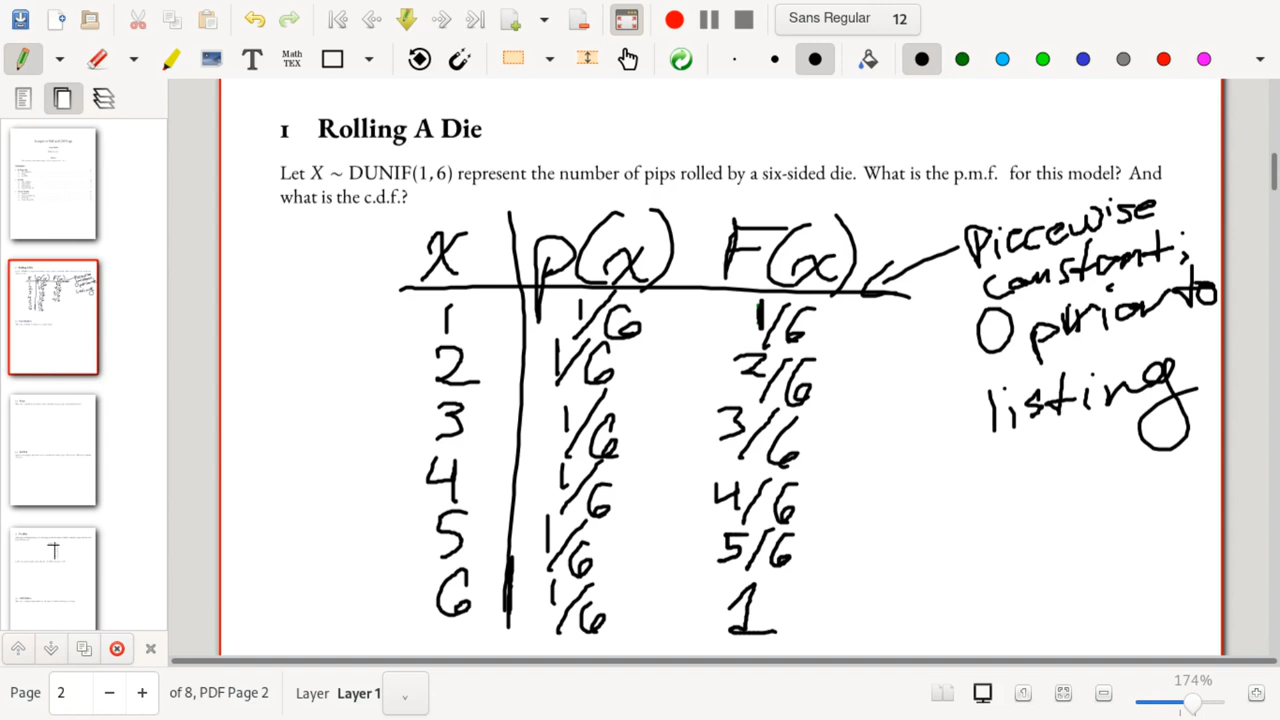 Sans Regular 12
T Math TEX
1 Rolling A Die
Let X ~ DUNIF(1, 6) represent the number of pips rolled by a six-sided die. What is the p.m.f. for this model? And
what is the c.d.f.?
x p(x) F(x)
Piecewise
constant;
0 prior to
listing
1 1/6 1/6
2 1/6 2/6
3 1/6 3/6
4 1/6 4/6
5 1/6 5/6
6 1/6 1
174%
Page 2 of 8, PDF Page 2 Layer Layer 1